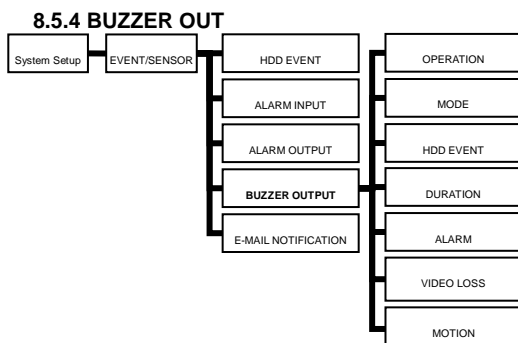 8.5.4 BUZZER OUT
System Setup
EVENT/SENSOR
HDD EVENT
ALARM INPUT
ALARM OUTPUT
BUZZER OUTPUT
E-MAIL NOTIFICATION
OPERATION
MODE
HDD EVENT
DURATION
ALARM
VIDEO LOSS
MOTION